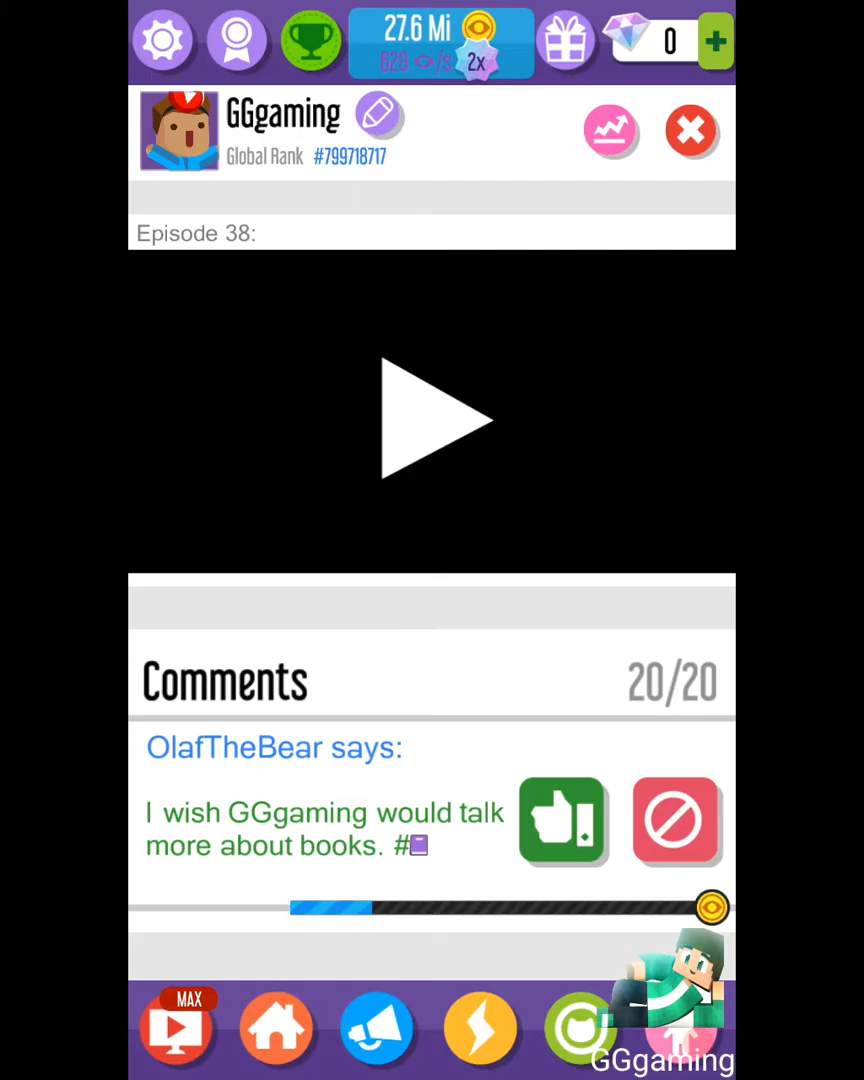 27.6 Mi
628 /s 2x
0
GGgaming
Global Rank #799718717
Episode 38:
Comments 20/20
OlafTheBear says:
I wish GGgaming would talk
more about books. #
MAX
GGgaming